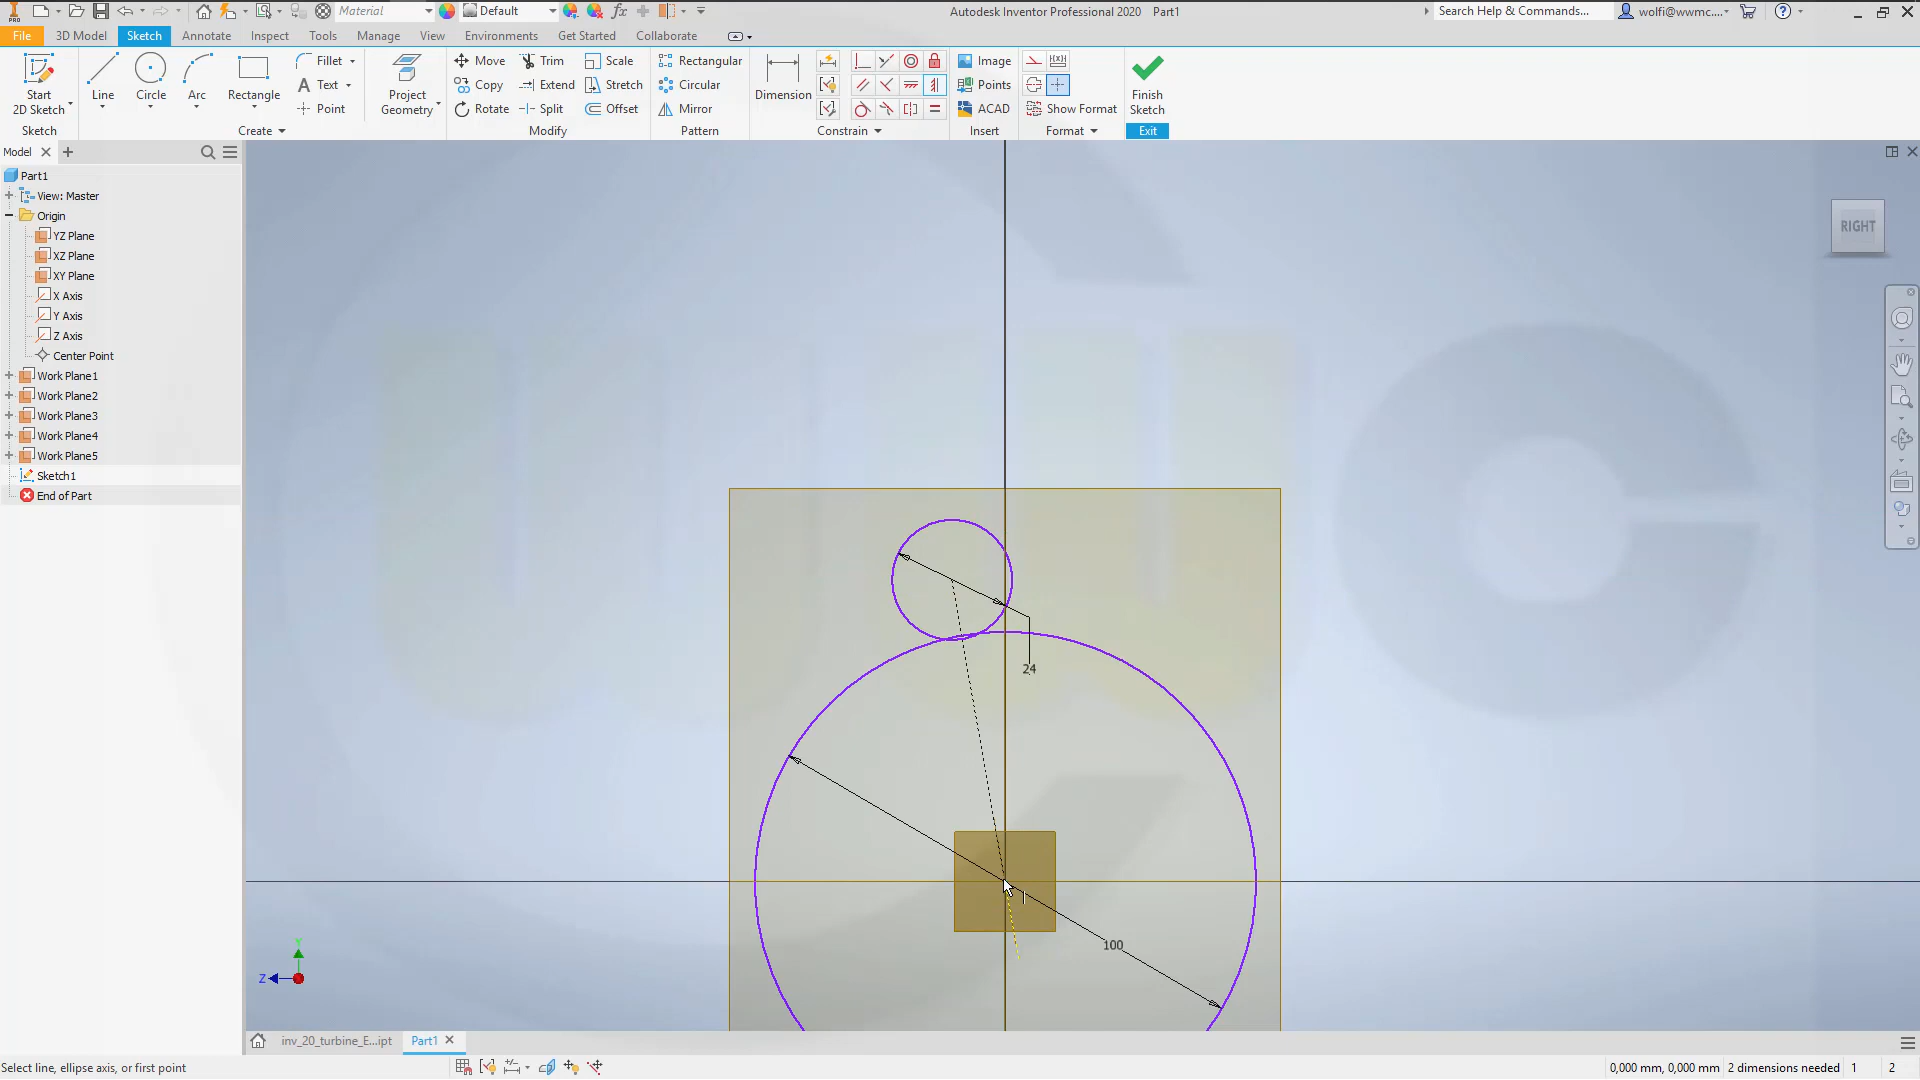 PRO
Material
Default
Autodesk Inventor Professional 2020 Part1
Search Help & Commands...
wolfi@wwmc....
File
3D Model
Sketch
Annotate
Inspect
Tools
Manage
View
Environments
Get Started
Collaborate
Start
2D Sketch
Line
Circle
Arc
Rectangle
Fillet
Text
Point
Project
Geometry
Move
Copy
Rotate
Trim
Extend
Split
Scale
Stretch
Offset
Rectangular
Circular
Mirror
Dimension
Image
Points
ACAD
Show Format
Finish
Sketch
Sketch
Create
Modify
Pattern
Constrain
Insert
Format
Exit
Model
Part1
View: Master
Origin
YZ Plane
XZ Plane
XY Plane
X Axis
Y Axis
Z Axis
Center Point
Work Plane1
Work Plane2
Work Plane3
Work Plane4
Work Plane5
Sketch1
End of Part
RIGHT
24
100
Y
Z
inv_20_turbine_E...ipt
Part1
Select line, ellipse axis, or first point
0,000 mm, 0,000 mm
2 dimensions needed
1
2